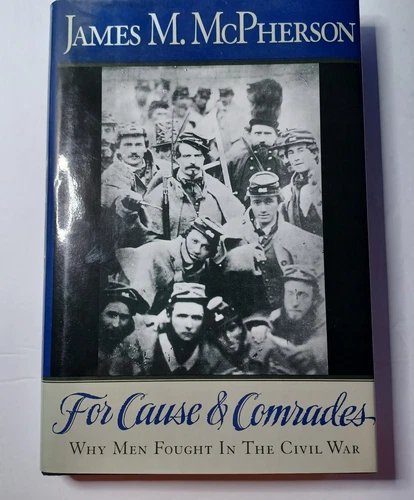 JAMES M. MCPHERSON
For Cause & Comrades
WHY MEN FOUGHT IN THE CIVIL WAR